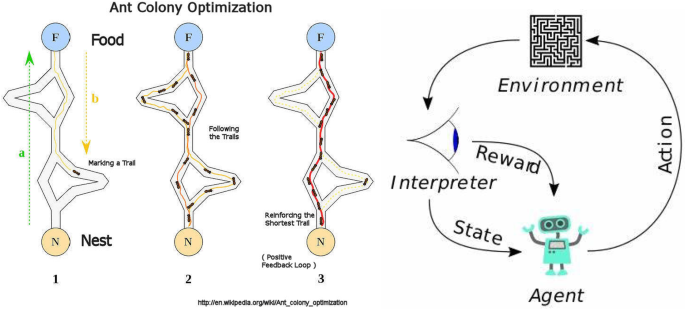 Ant Colony Optimization
F
Food
F
F
b
a
Marking a Trail
Following
the Trails
Reinforcing the
Shortest Trail
N
Nest
N
( Positive
Feedback Loop )
N
1
2
3
http://en.wikipedia.org/wiki/Ant_colony_optimization
Environment
Reward
Interpreter
Action
State
Agent